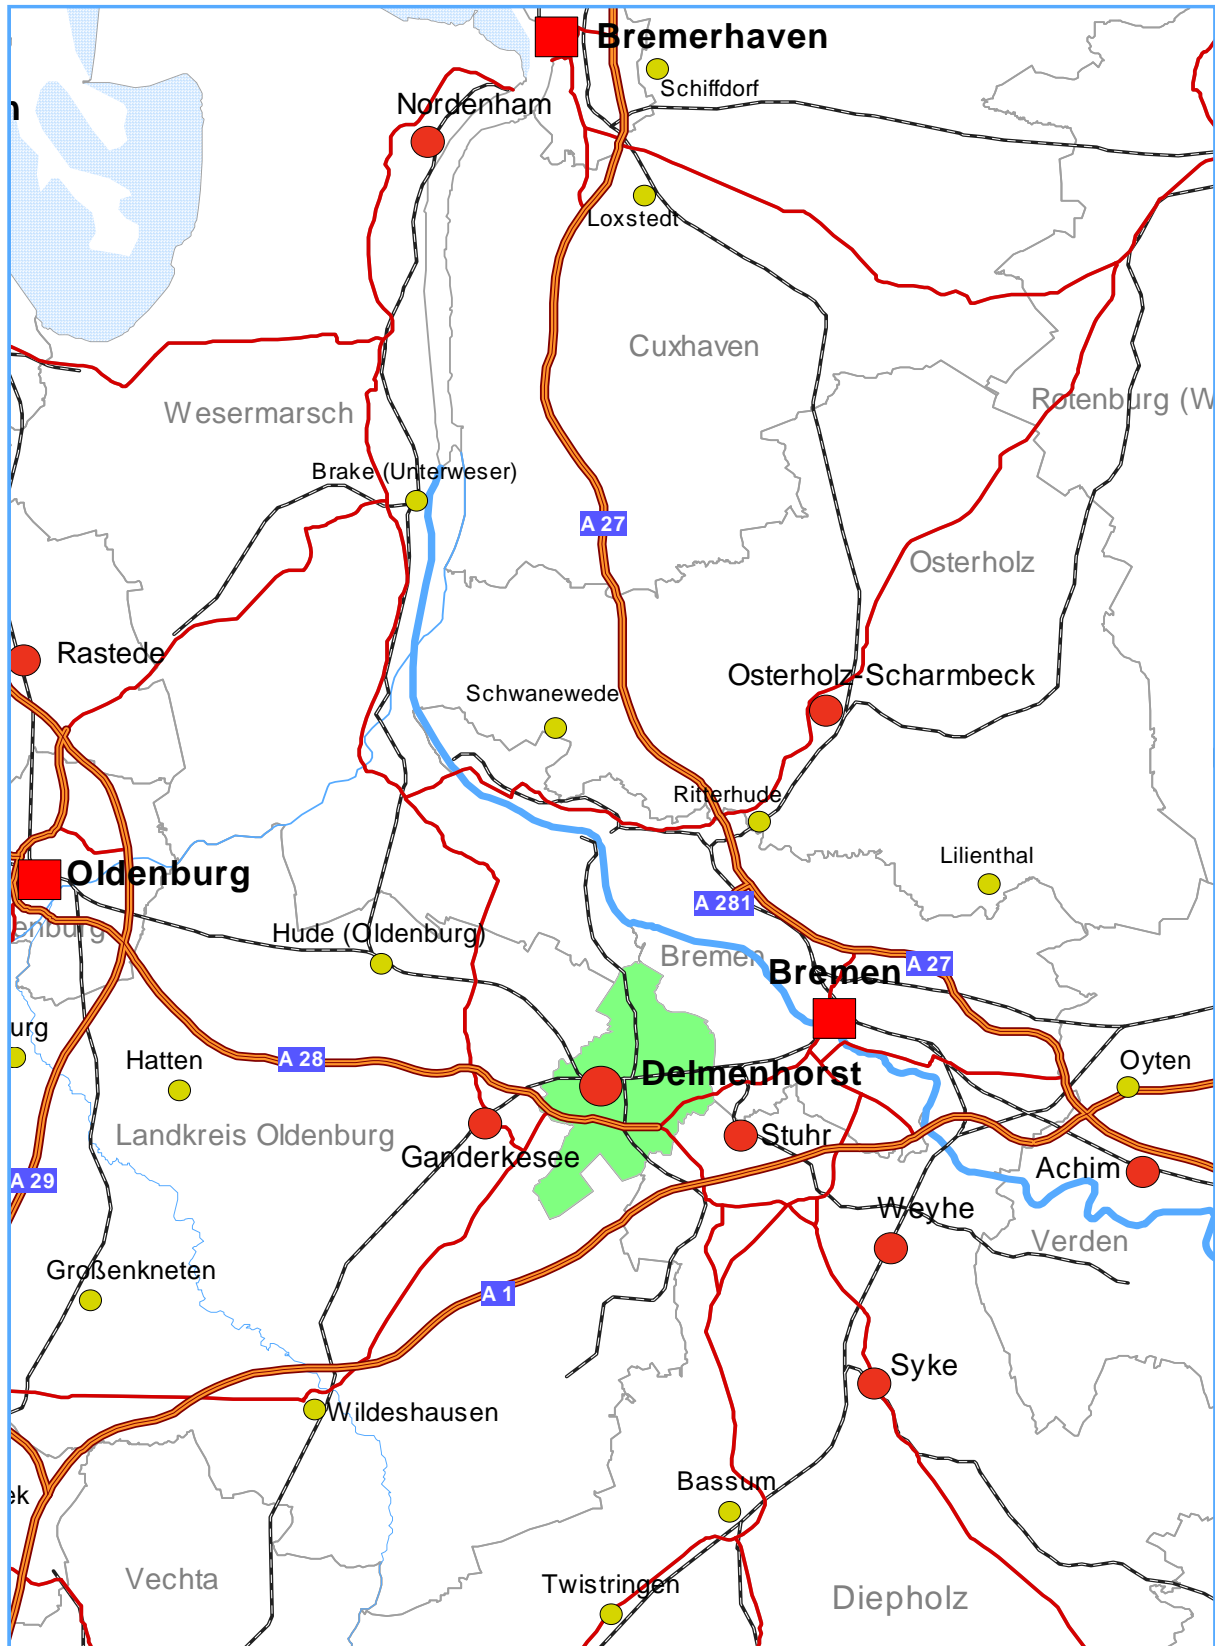 Bremerhaven
Schiffdorf
n
Nordenham
Loxstedt
Cuxhaven
Wesermarsch
Rotenburg (W
Brake (Unterweser)
A 27
Osterholz
Rastede
Osterholz-Scharmbeck
Schwanewede
Ritterhude
Lilienthal
Oldenburg
A 281
enburg
Hude (Oldenburg)
Bremen
Bremen
A 27
urg
Hatten
A 28
Oyten
Delmenhorst
Landkreis Oldenburg
Stuhr
Ganderkesee
Achim
A 29
Weyhe
Verden
Großenkneten
A 1
Syke
Wildeshausen
Bassum
ek
Vechta
Twistringen
Diepholz